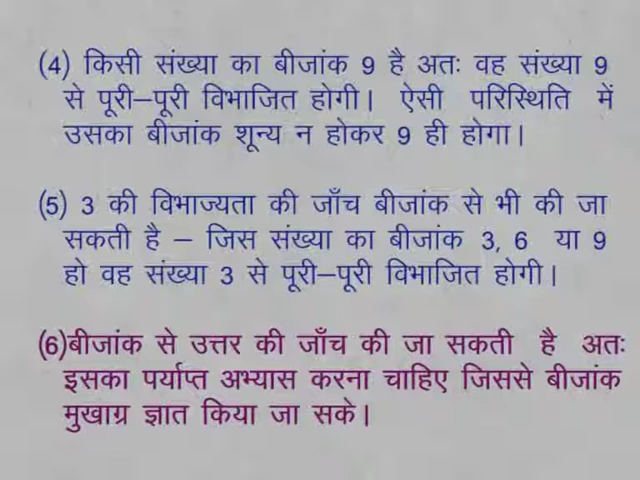 (4) किसी संख्या का बीजांक 9 है अतः वह संख्या 9
से पूरी–पूरी विभाजित होगी। ऐसी परिस्थिति में
उसका बीजांक शून्य न होकर 9 ही होगा।
(5) 3 की विभाज्यता की जाँच बीजांक से भी की जा
सकती है – जिस संख्या का बीजांक 3, 6 या 9
हो वह संख्या 3 से पूरी–पूरी विभाजित होगी।
(6)बीजांक से उत्तर की जाँच की जा सकती है अतः
इसका पर्याप्त अभ्यास करना चाहिए जिससे बीजांक
मुखाग्र ज्ञात किया जा सके।